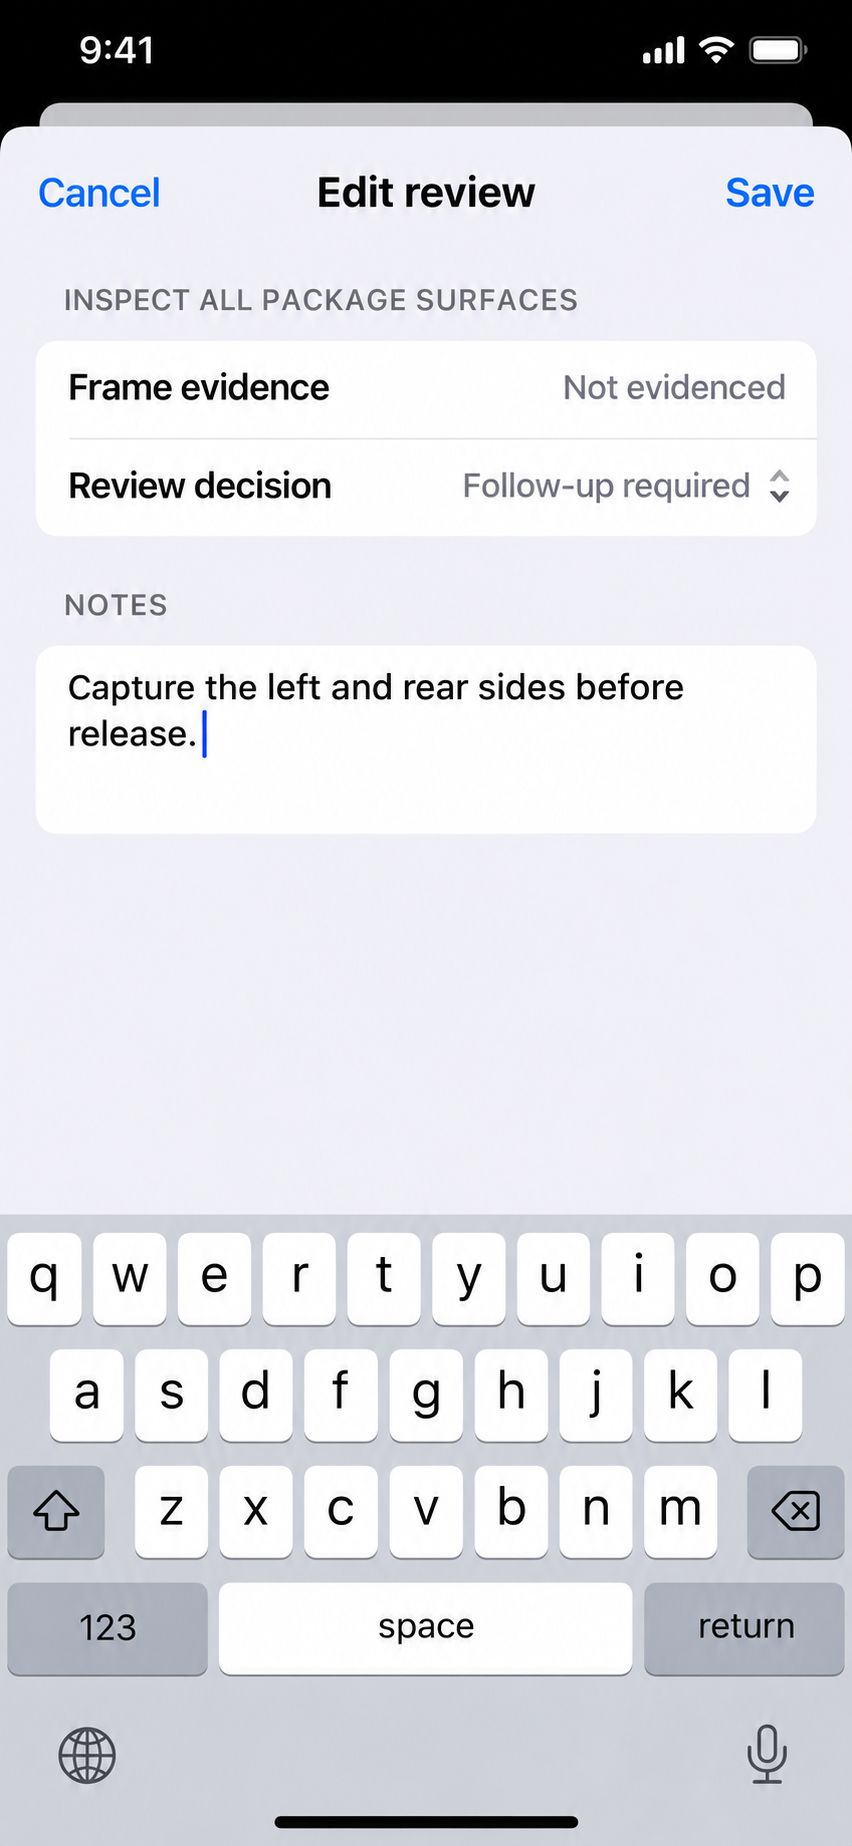 9:41
Cancel Edit review Save
INSPECT ALL PACKAGE SURFACES
Frame evidence Not evidenced
Review decision Follow-up required
NOTES
Capture the left and rear sides before
release.
q w e r t y u i o p
a s d f g h j k l
z x c v b n m
123 space return